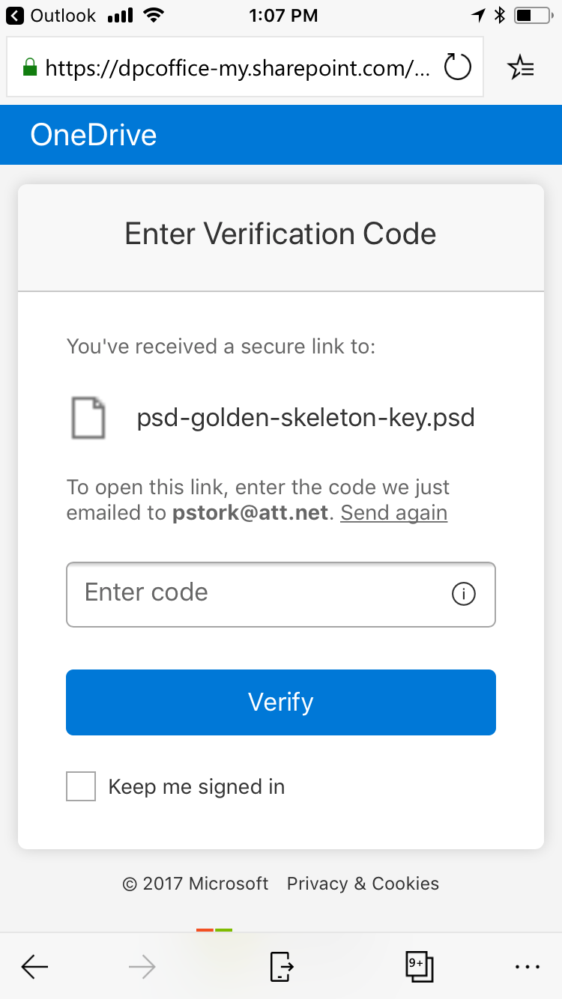 Outlook 1:07 PM
https://dpcoffice-my.sharepoint.com/...
OneDrive
Enter Verification Code
You've received a secure link to:
psd-golden-skeleton-key.psd
To open this link, enter the code we just
emailed to pstork@att.net. Send again
Enter code
Verify
Keep me signed in
© 2017 Microsoft Privacy & Cookies
9+